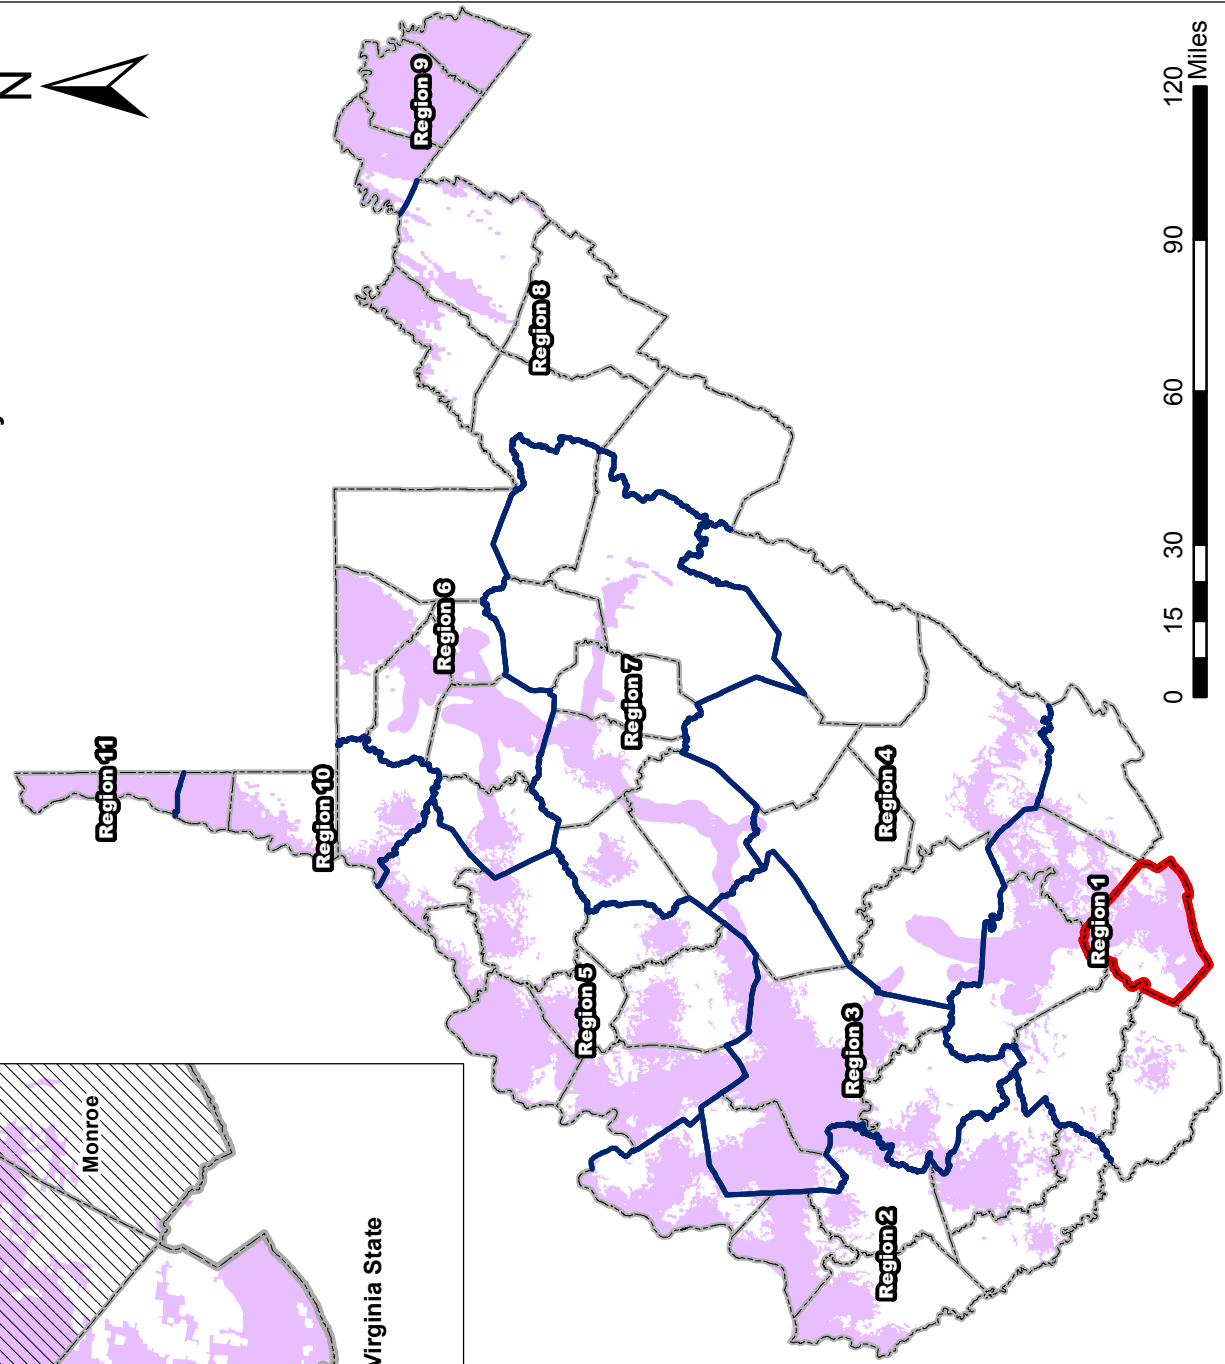 N
Region 9
Region 8
Region 6
Region 11
Region 10
Region 7
Region 4
Region 5
Region 3
Region 1
Region 2
Monroe
Virginia State
0 15 30 60 90 120
Miles